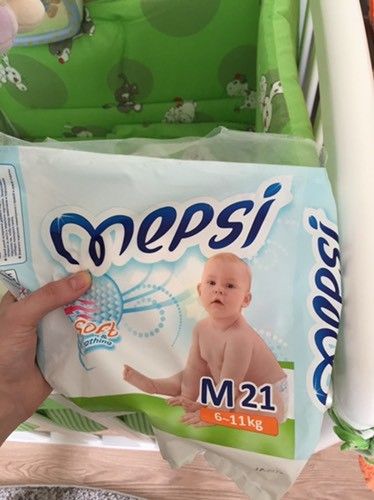 mepsi
Soft
M 21
6-11kg
mepsi